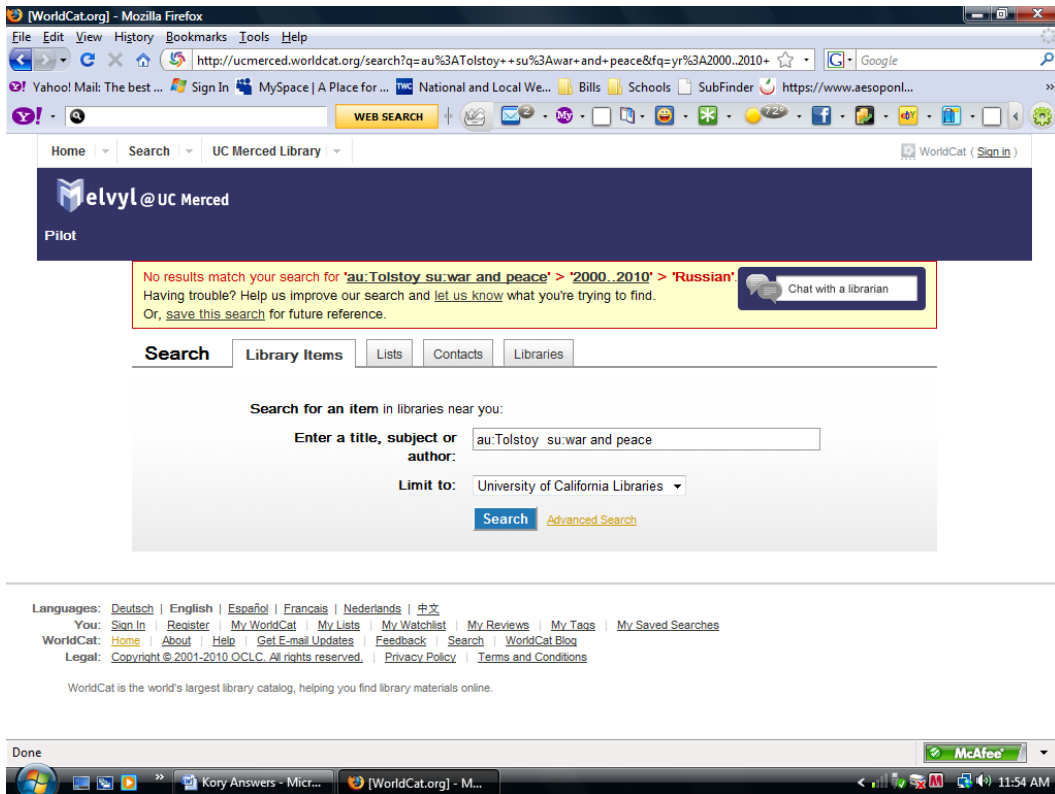 [WorldCat.org] - Mozilla Firefox
File Edit View History Bookmarks Tools Help
http://ucmerced.worldcat.org/search?q=au%3ATolstoy++su%3Awar+and+peace&fq=yr%3A2000..2010+ Google
Yahoo! Mail: The best ... Sign In MySpace | A Place for ... TWC National and Local We... Bills Schools SubFinder https://www.aesoponl...
Y! WEB SEARCH 2 My 72° f eBY
Home Search UC Merced Library WorldCat ( Sign in )
Melvyl @ UC Merced
Pilot
No results match your search for 'au:Tolstoy su:war and peace' > '2000..2010' > 'Russian'.
Having trouble? Help us improve our search and let us know what you're trying to find.
Or, save this search for future reference.
Chat with a librarian
Search Library Items Lists Contacts Libraries
Search for an item in libraries near you:
Enter a title, subject or
author:
au:Tolstoy su:war and peace
Limit to: University of California Libraries
Search Advanced Search
Languages: Deutsch | English | Español | Français | Nederlands | 中文
You: Sign In | Register | My WorldCat | My Lists | My Watchlist | My Reviews | My Tags | My Saved Searches
WorldCat: Home | About | Help | Get E-mail Updates | Feedback | Search | WorldCat Blog
Legal: Copyright © 2001-2010 OCLC. All rights reserved. | Privacy Policy | Terms and Conditions
WorldCat is the world's largest library catalog, helping you find library materials online.
Done McAfee
Kory Answers - Micr... [WorldCat.org] - M... 11:54 AM